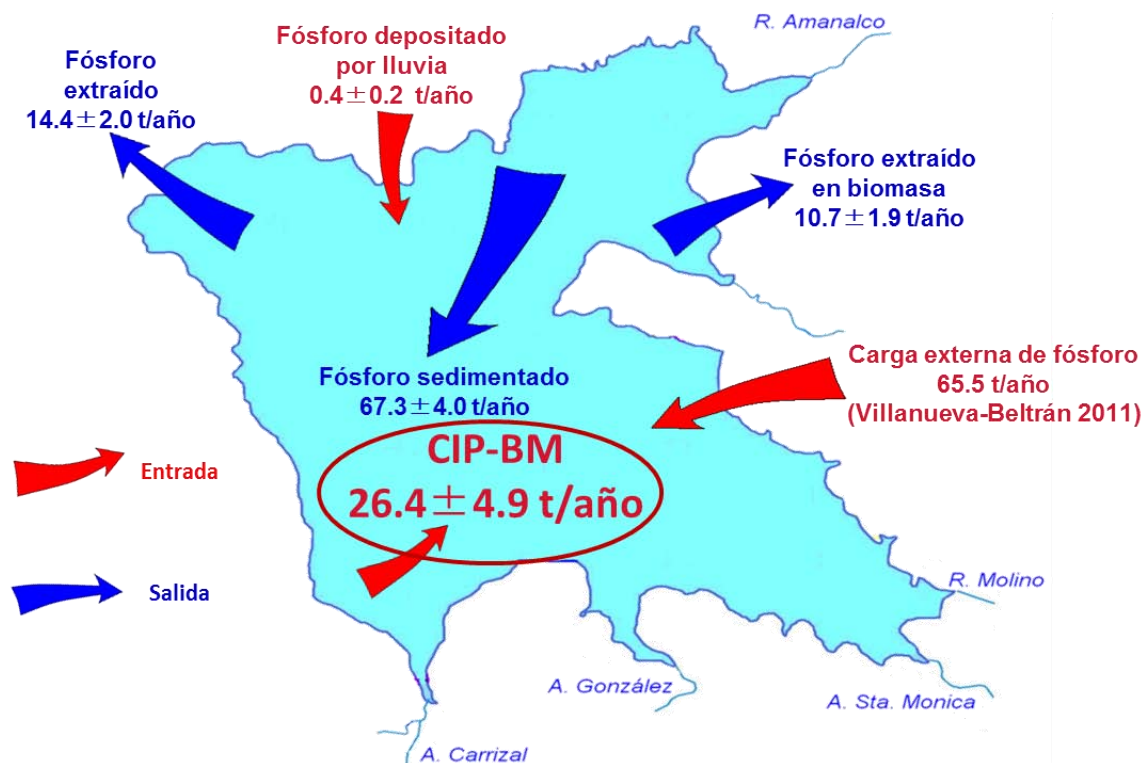 R. Amanalco
Fósforo depositado
por lluvia
0.4±0.2 t/año
Fósforo
extraído
14.4±2.0 t/año
Fósforo extraído
en biomasa
10.7±1.9 t/año
Carga externa de fósforo
65.5 t/año
(Villanueva-Beltrán 2011)
Fósforo sedimentado
67.3±4.0 t/año
CIP-BM
26.4±4.9 t/año
Entrada
Salida
R. Molino
A. González
A. Sta. Monica
A. Carrizal